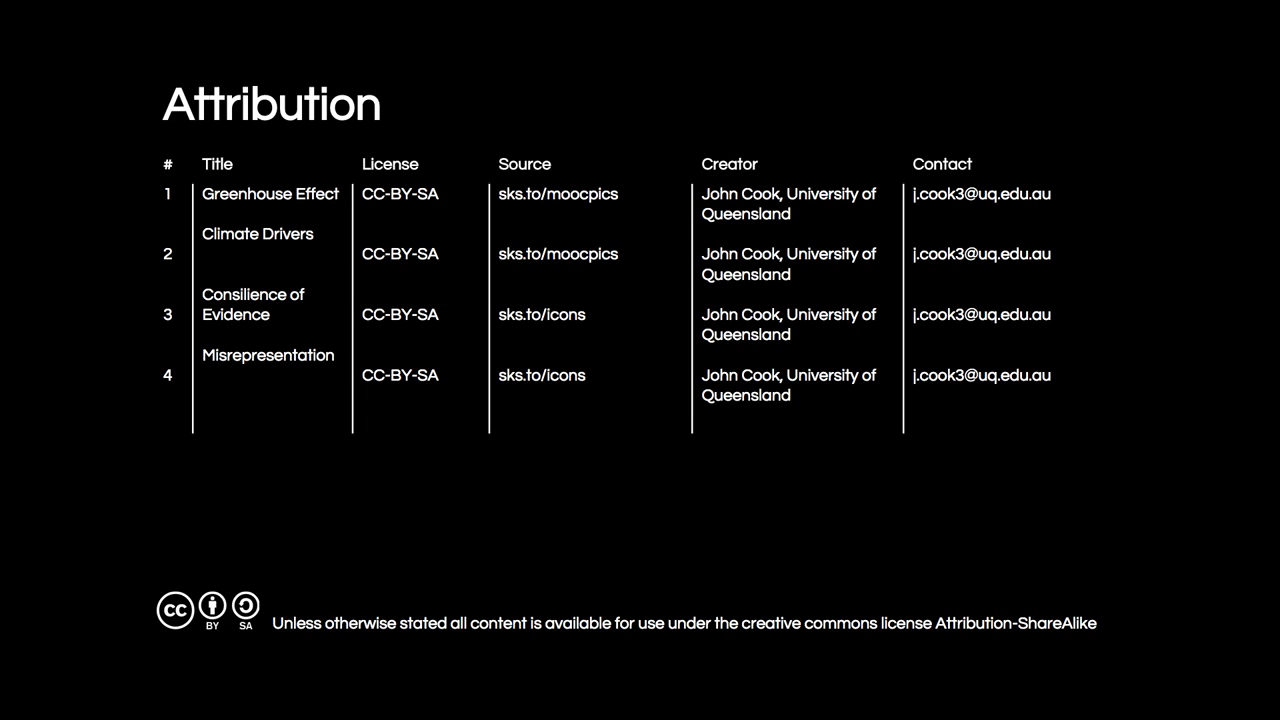 Attribution
# Title License Source Creator Contact
1 Greenhouse Effect CC-BY-SA sks.to/moocpics John Cook, University of j.cook3@uq.edu.au
Queensland
Climate Drivers
2 CC-BY-SA sks.to/moocpics John Cook, University of j.cook3@uq.edu.au
Queensland
Consilience of
3 Evidence CC-BY-SA sks.to/icons John Cook, University of j.cook3@uq.edu.au
Queensland
Misrepresentation
4 CC-BY-SA sks.to/icons John Cook, University of j.cook3@uq.edu.au
Queensland
cc BY SA Unless otherwise stated all content is available for use under the creative commons license Attribution-ShareAlike